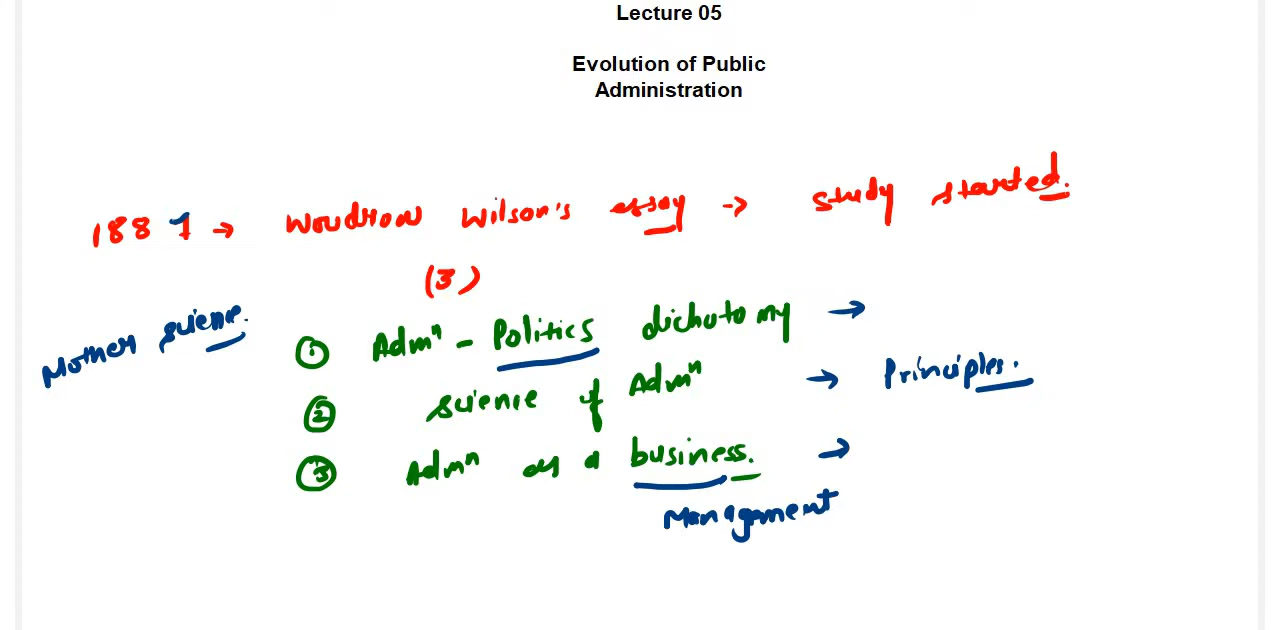 Lecture 05
Evolution of Public
Administration
1887 → Woodrow Wilson's essay → study started.
(3)
Mother science.
① Admⁿ - Politics dichotomy →
② science of Admⁿ → Principles.
③ Admⁿ as a business. →
Management